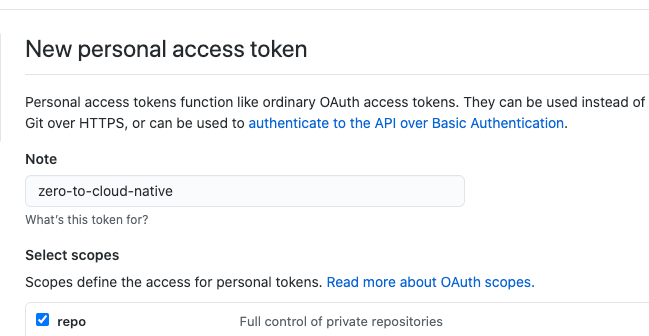 New personal access token
Personal access tokens function like ordinary OAuth access tokens. They can be used instead of
Git over HTTPS, or can be used to authenticate to the API over Basic Authentication.
Note
zero-to-cloud-native
What's this token for?
Select scopes
Scopes define the access for personal tokens. Read more about OAuth scopes.
repo Full control of private repositories